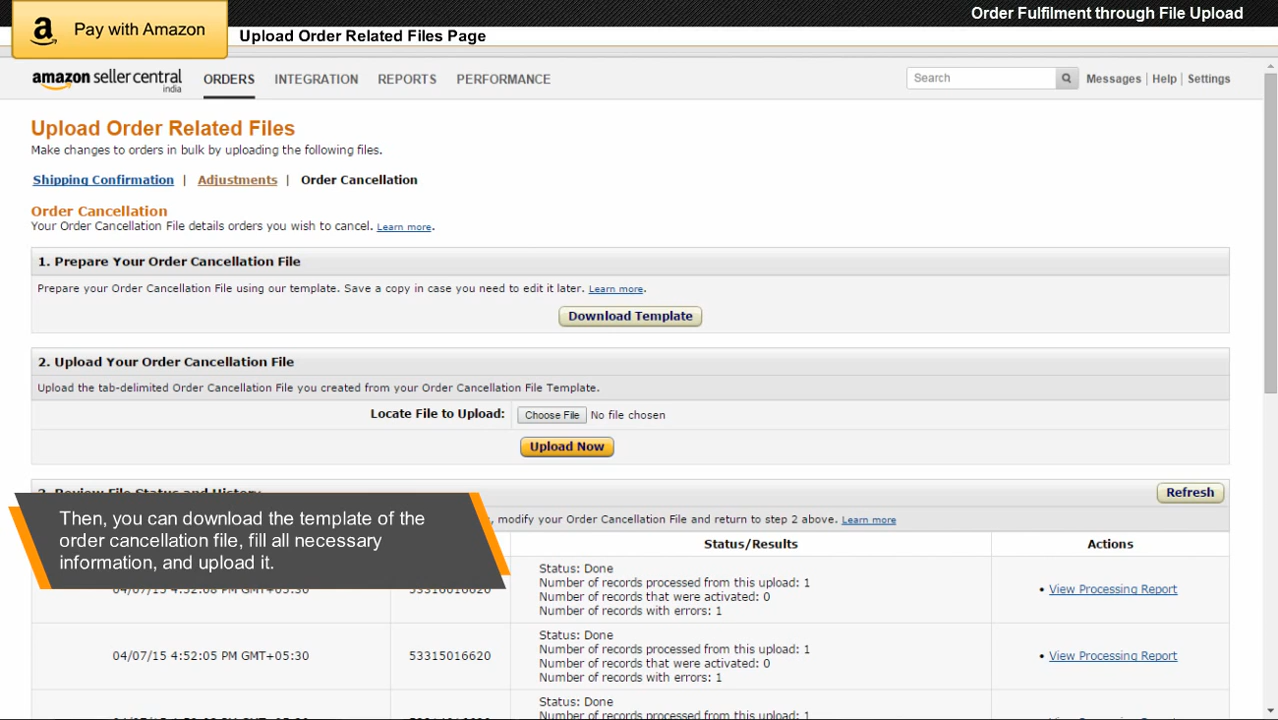 Pay with Amazon
Order Fulfilment through File Upload
Upload Order Related Files Page
amazon seller central
india
ORDERS INTEGRATION REPORTS PERFORMANCE
Search
Messages | Help | Settings
Upload Order Related Files
Make changes to orders in bulk by uploading the following files.
Shipping Confirmation | Adjustments | Order Cancellation
Order Cancellation
Your Order Cancellation File details orders you wish to cancel. Learn more.
1. Prepare Your Order Cancellation File
Prepare your Order Cancellation File using our template. Save a copy in case you need to edit it later. Learn more.
Download Template
2. Upload Your Order Cancellation File
Upload the tab-delimited Order Cancellation File you created from your Order Cancellation File Template.
Locate File to Upload: Choose File No file chosen
Upload Now
Review File Status and History
Refresh
, modify your Order Cancellation File and return to step 2 above. Learn more
Then, you can download the template of the
order cancellation file, fill all necessary
information, and upload it.
Status/Results Actions
Status: Done
Number of records processed from this upload: 1
Number of records that were activated: 0
Number of records with errors: 1
• View Processing Report
04/07/15 4:52:05 PM GMT+05:30 53315016620
Status: Done
Number of records processed from this upload: 1
Number of records that were activated: 0
Number of records with errors: 1
• View Processing Report
Status: Done